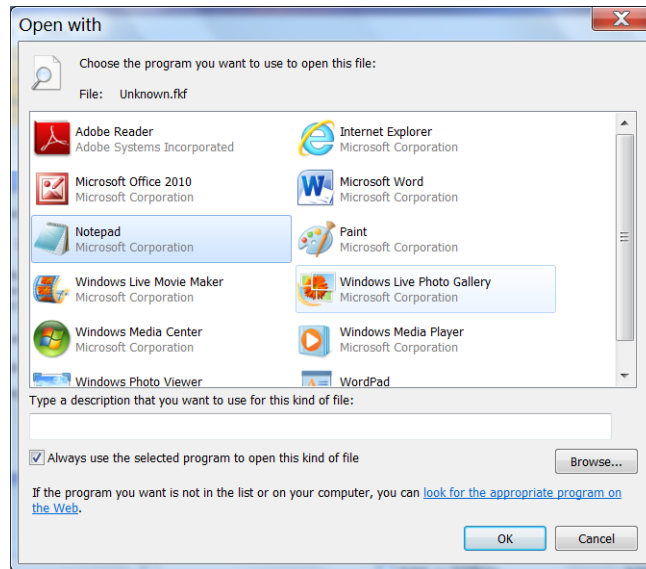 Open with
Choose the program you want to use to open this file:
File: Unknown.fkf
Adobe Reader
Adobe Systems Incorporated
Internet Explorer
Microsoft Corporation
Microsoft Office 2010
Microsoft Corporation
Microsoft Word
Microsoft Corporation
Notepad
Microsoft Corporation
Paint
Microsoft Corporation
Windows Live Movie Maker
Microsoft Corporation
Windows Live Photo Gallery
Microsoft Corporation
Windows Media Center
Microsoft Corporation
Windows Media Player
Microsoft Corporation
Windows Photo Viewer
WordPad
Type a description that you want to use for this kind of file:
Always use the selected program to open this kind of file
Browse...
If the program you want is not in the list or on your computer, you can look for the appropriate program on
the Web.
OK
Cancel